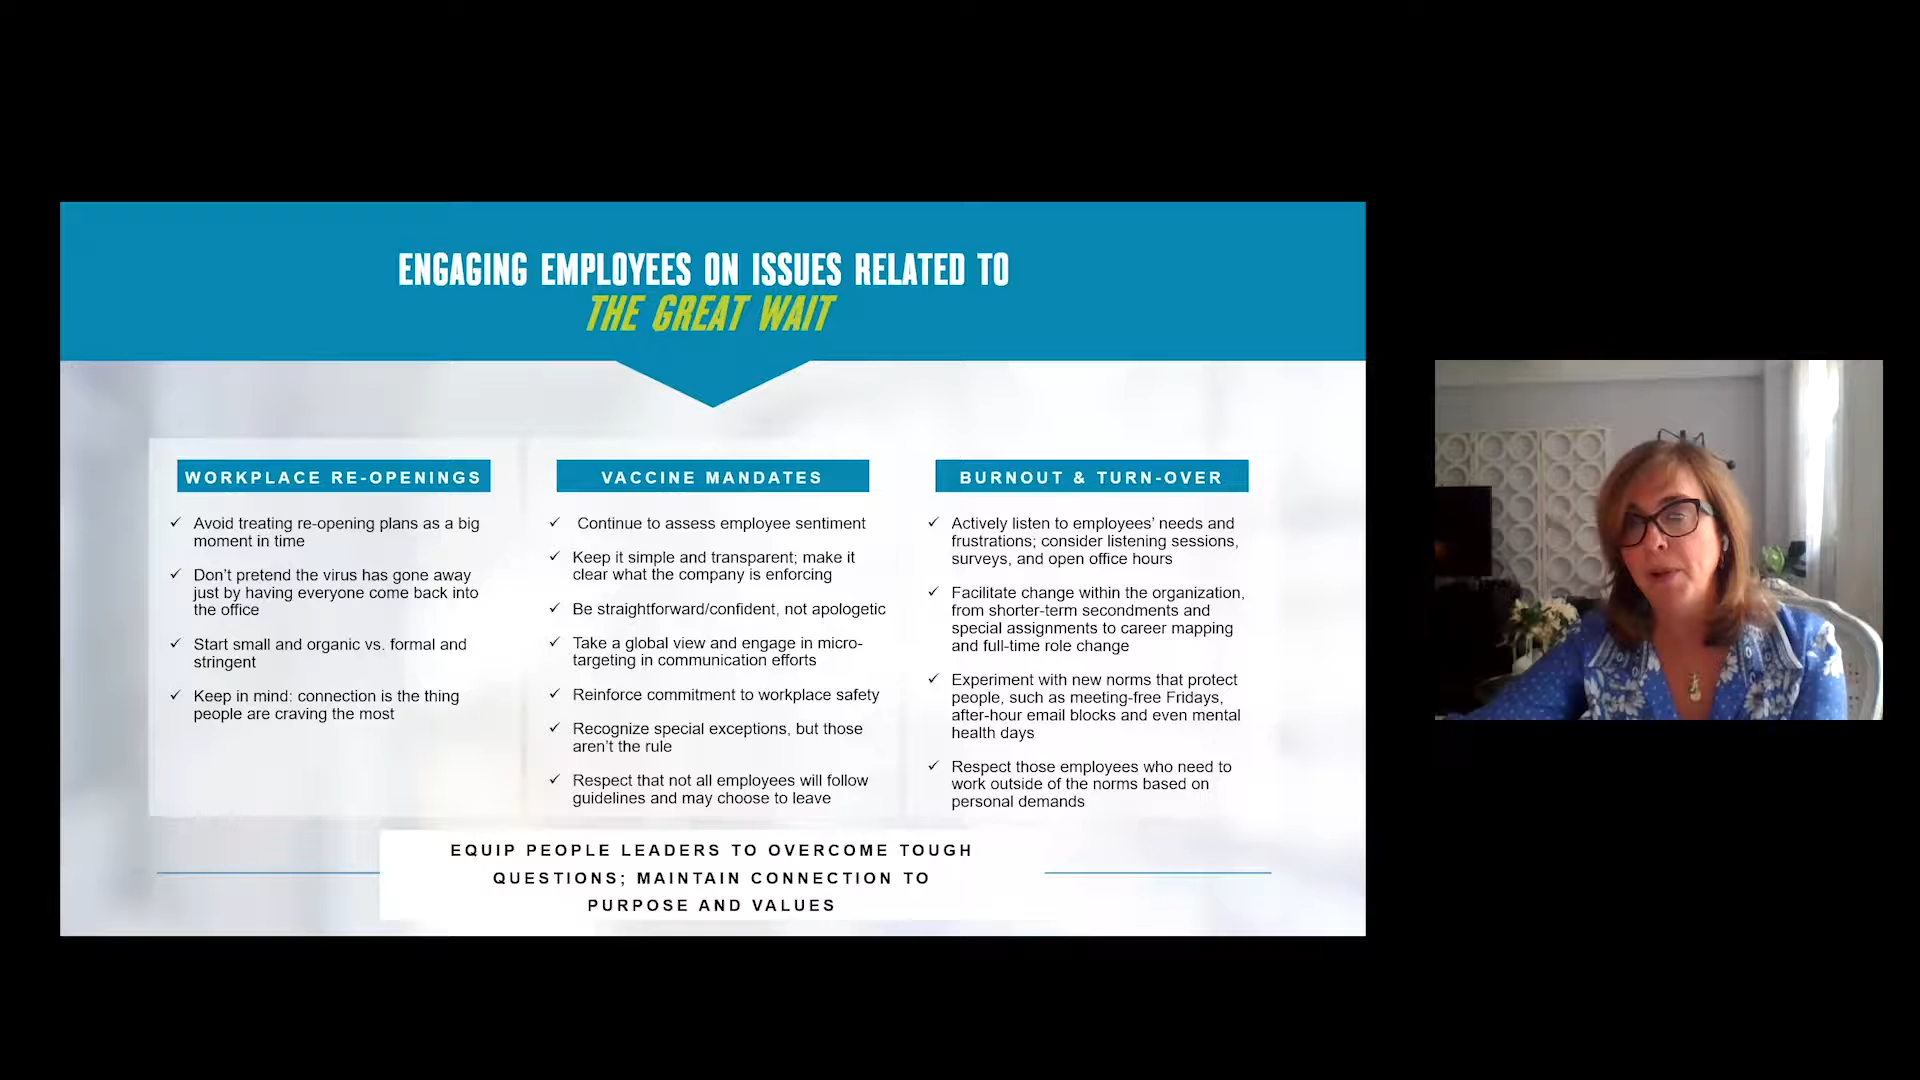 ENGAGING EMPLOYEES ON ISSUES RELATED TO
THE GREAT WAIT
WORKPLACE RE-OPENINGS
Avoid treating re-opening plans as a big
moment in time
Don't pretend the virus has gone away
just by having everyone come back into
the office
Start small and organic vs. formal and
stringent
Keep in mind: connection is the thing
people are craving the most
VACCINE MANDATES
Continue to assess employee sentiment
Keep it simple and transparent; make it
clear what the company is enforcing
Be straightforward/confident, not apologetic
Take a global view and engage in micro-
targeting in communication efforts
Reinforce commitment to workplace safety
Recognize special exceptions, but those
aren't the rule
Respect that not all employees will follow
guidelines and may choose to leave
BURNOUT & TURN-OVER
Actively listen to employees' needs and
frustrations; consider listening sessions,
surveys, and open office hours
Facilitate change within the organization,
from shorter-term secondments and
special assignments to career mapping
and full-time role change
Experiment with new norms that protect
people, such as meeting-free Fridays,
after-hour email blocks and even mental
health days
Respect those employees who need to
work outside of the norms based on
personal demands
EQUIP PEOPLE LEADERS TO OVERCOME TOUGH
QUESTIONS; MAINTAIN CONNECTION TO
PURPOSE AND VALUES